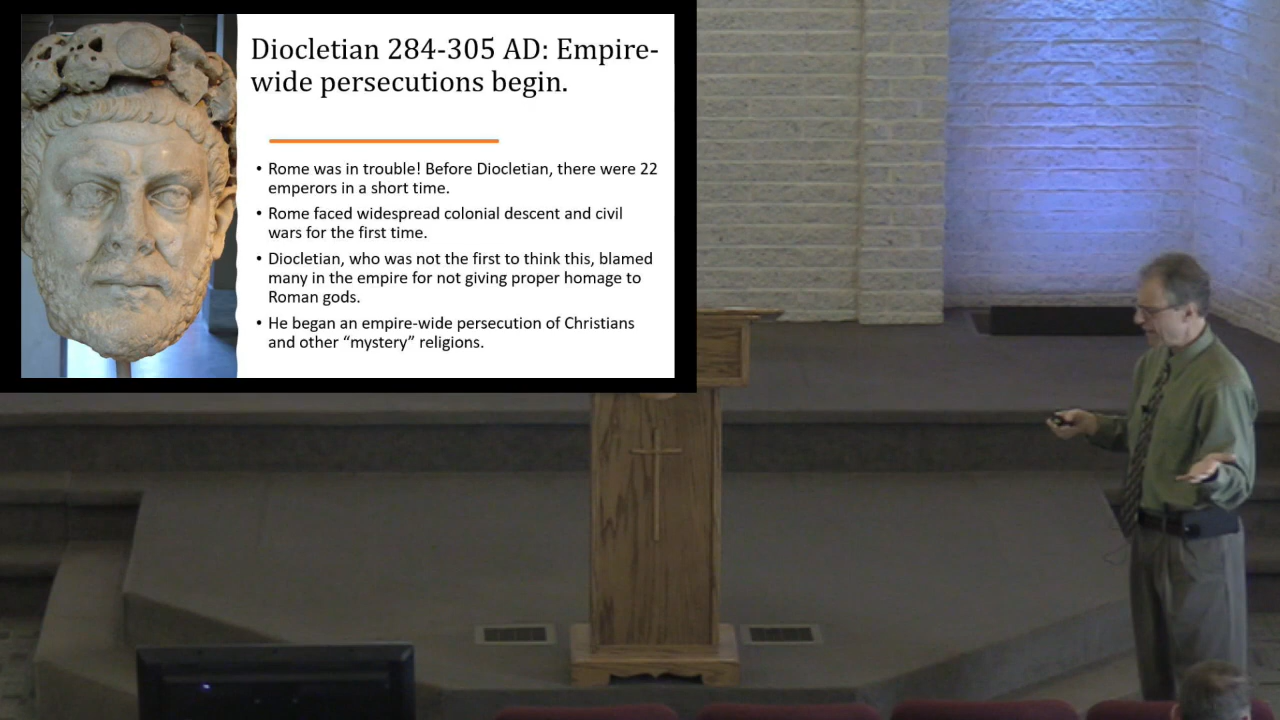 Diocletian 284-305 AD: Empire-
wide persecutions begin.
• Rome was in trouble! Before Diocletian, there were 22
emperors in a short time.
• Rome faced widespread colonial descent and civil
wars for the first time.
• Diocletian, who was not the first to think this, blamed
many in the empire for not giving proper homage to
Roman gods.
• He began an empire-wide persecution of Christians
and other “mystery” religions.